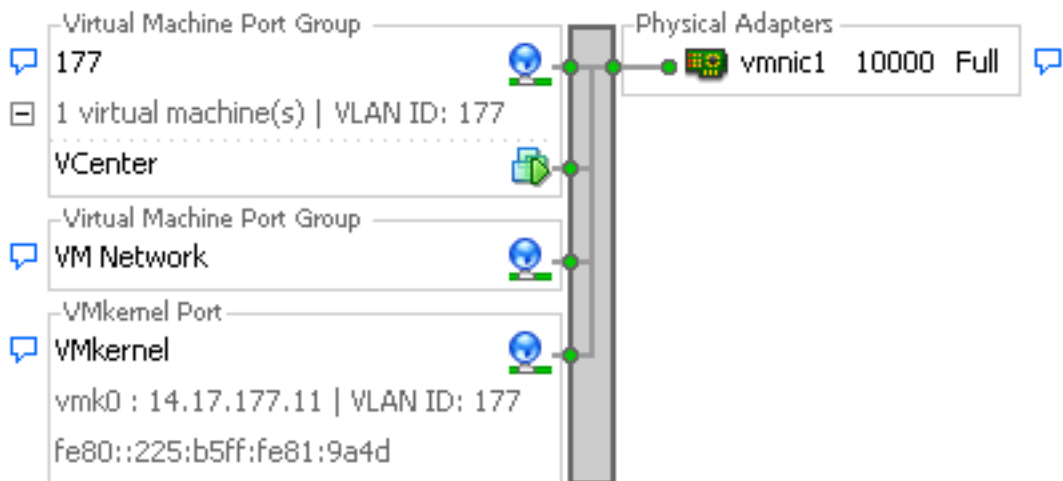 Virtual Machine Port Group
177
1 virtual machine(s) | VLAN ID: 177
VCenter
Virtual Machine Port Group
VM Network
VMkernel Port
VMkernel
vmk0 : 14.17.177.11 | VLAN ID: 177
fe80::225:b5ff:fe81:9a4d
Physical Adapters
vmnic1 10000 Full